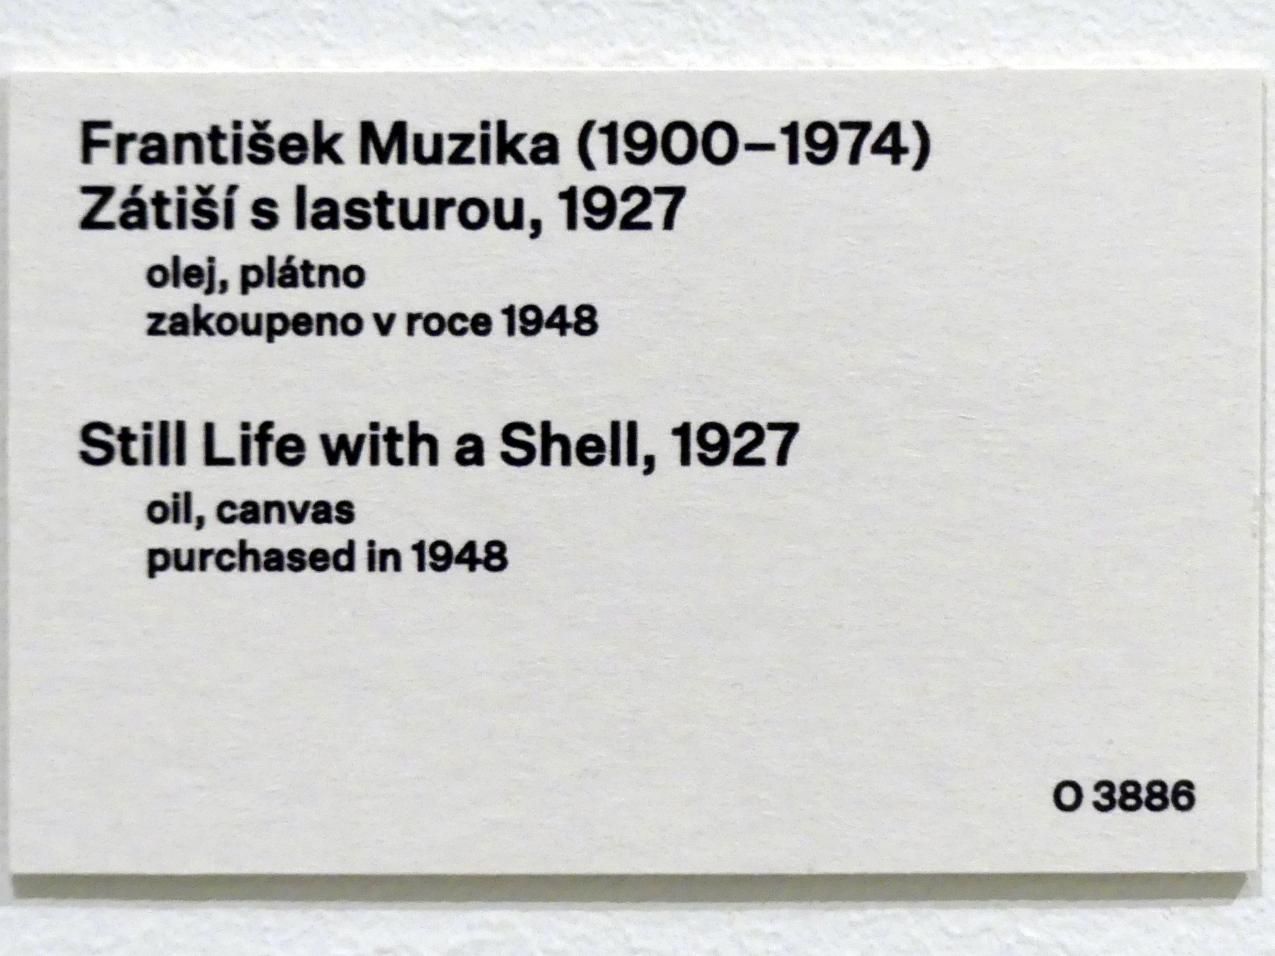 František Muzika (1900–1974)
Zátiší s lasturou, 1927
olej, plátno
zakoupeno v roce 1948
Still Life with a Shell, 1927
oil, canvas
purchased in 1948
O 3886